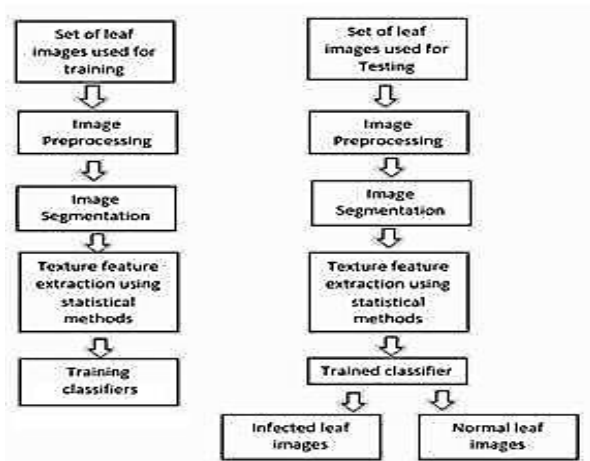 Set of leaf
images used for
training
Image
Preprocessing
Image
Segmentation
Texture feature
extraction using
statistical
methods
Training
classifiers
Set of leaf
images used for
Testing
Image
Preprocessing
Image
Segmentation
Texture feature
extraction using
statistical
methods
Trained classifier
Infected leaf
images
Normal leaf
images